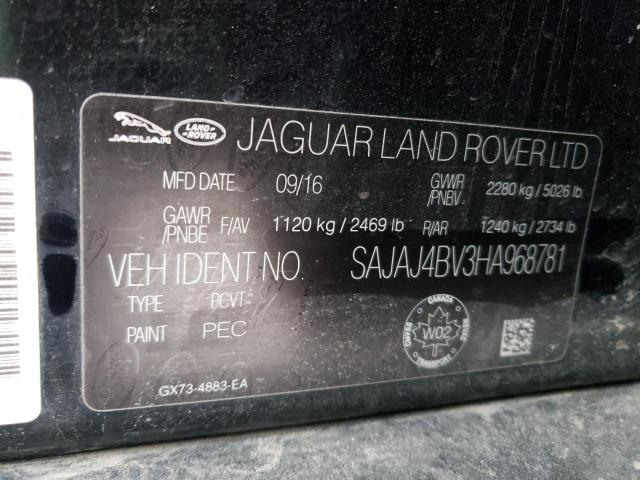 JAGUAR LAND ROVER JAGUAR LAND ROVER LTD
MFD DATE 09/16 GVWR /PNBV 2280 kg / 5026 lb
GAWR /PNBE F/AV 1120 kg / 2469 lb R/AR 1240 kg / 2734 lb
VEH IDENT NO. SAJAJ4BV3HA968781
TYPE PCVT
PAINT PEC
CANADA
W02
TRANSPORT
GX73-4883-EA